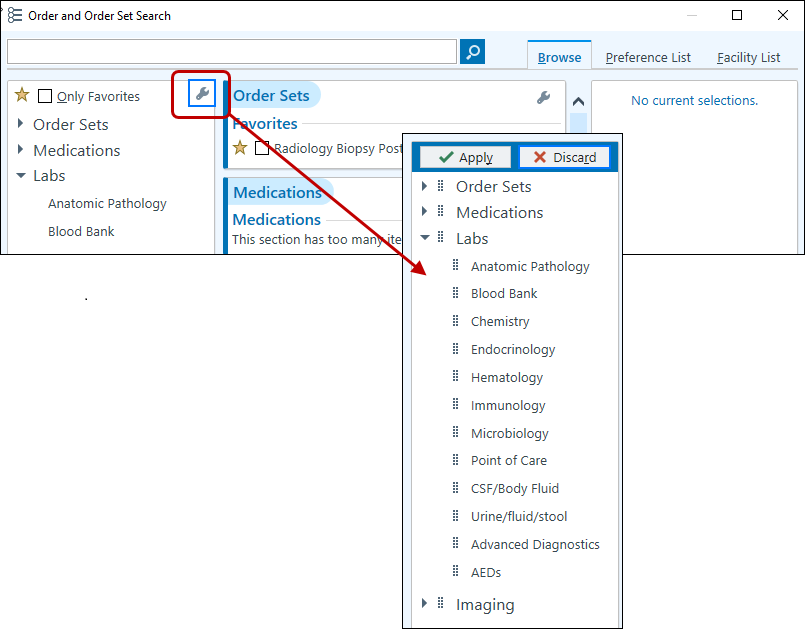 Order and Order Set Search
Browse
Preference List
Facility List
Only Favorites
Order Sets
Medications
Labs
Anatomic Pathology
Blood Bank
Order Sets
Favorites
Radiology Biopsy Post
Medications
Medications
This section has too many ite
No current selections.
Apply
Discard
Order Sets
Medications
Labs
Anatomic Pathology
Blood Bank
Chemistry
Endocrinology
Hematology
Immunology
Microbiology
Point of Care
CSF/Body Fluid
Urine/fluid/stool
Advanced Diagnostics
AEDs
Imaging
.